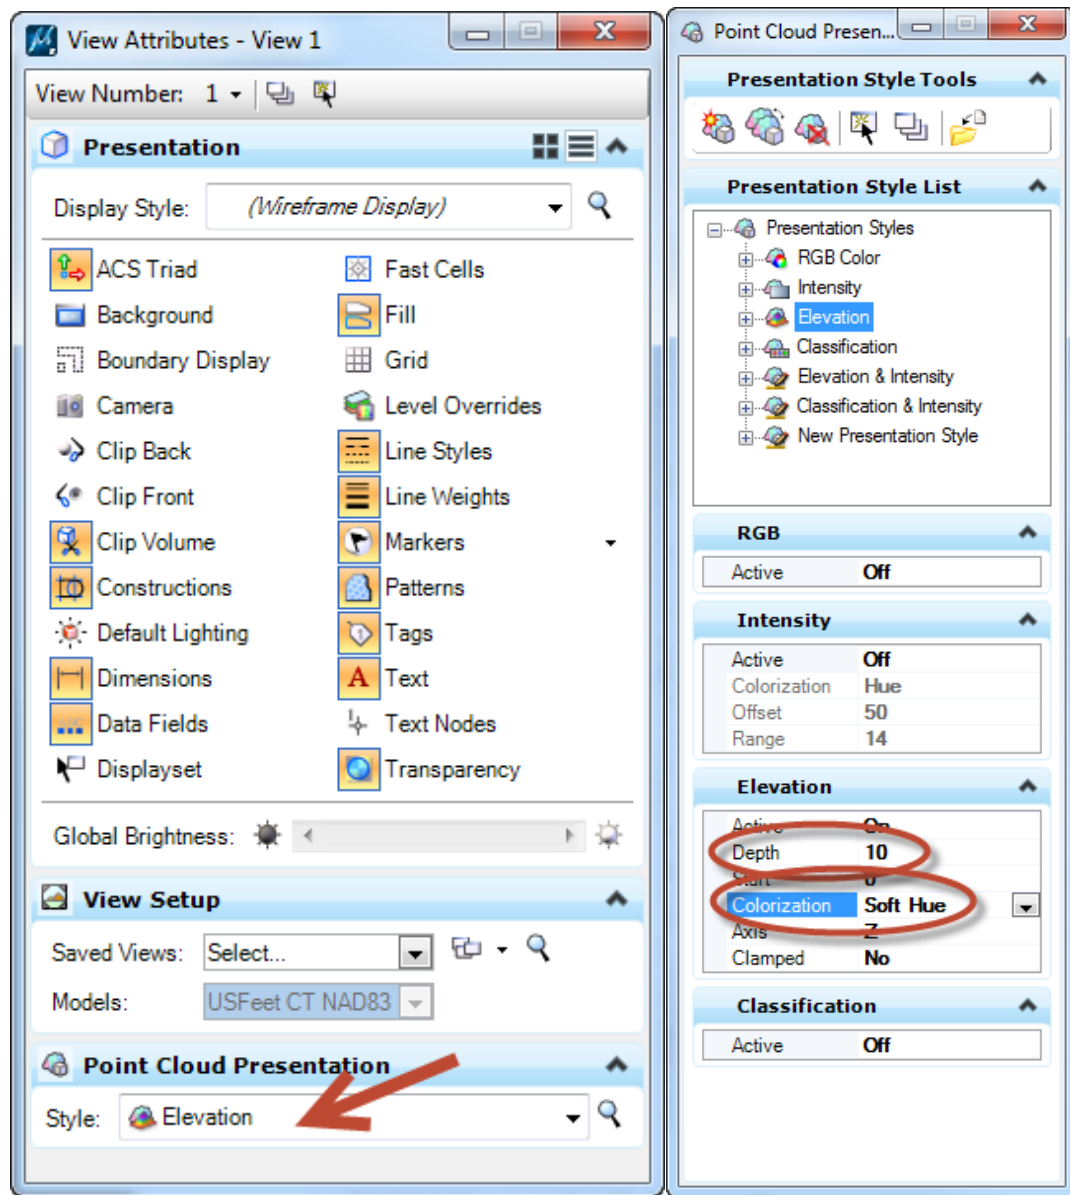 View Attributes - View 1
View Number: 1
Presentation
Display Style: (Wireframe Display)
ACS Triad
Fast Cells
Background
Fill
Boundary Display
Grid
Camera
Level Overrides
Clip Back
Line Styles
Clip Front
Line Weights
Clip Volume
Markers
Constructions
Patterns
Default Lighting
Tags
Dimensions
Text
Data Fields
Text Nodes
Displayset
Transparency
Global Brightness:
View Setup
Saved Views: Select...
Models: USFeet CT NAD83
Point Cloud Presentation
Style: Elevation
Point Cloud Presen...
Presentation Style Tools
Presentation Style List
Presentation Styles
RGB Color
Intensity
Elevation
Classification
Elevation & Intensity
Classification & Intensity
New Presentation Style
RGB
Active Off
Intensity
Active Off
Colorization Hue
Offset 50
Range 14
Elevation
Active On
Depth 10
Start 0
Colorization Soft Hue
Axis Z
Clamped No
Classification
Active Off